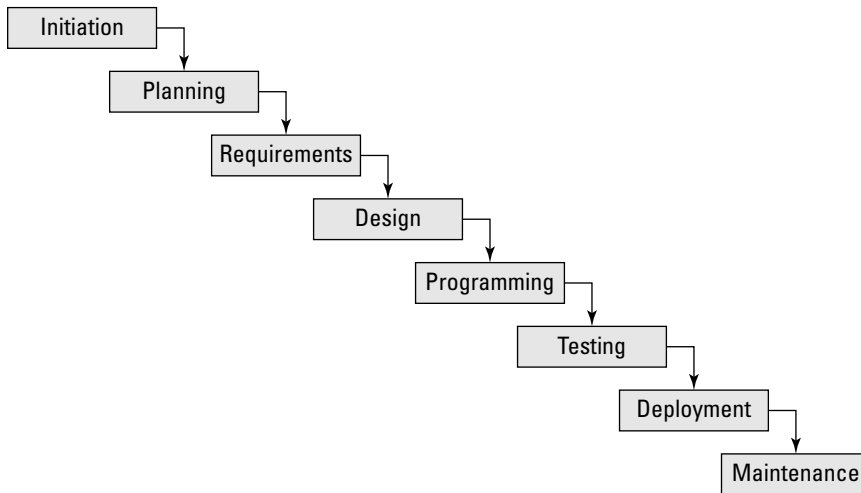 Initiation
Planning
Requirements
Design
Programming
Testing
Deployment
Maintenance